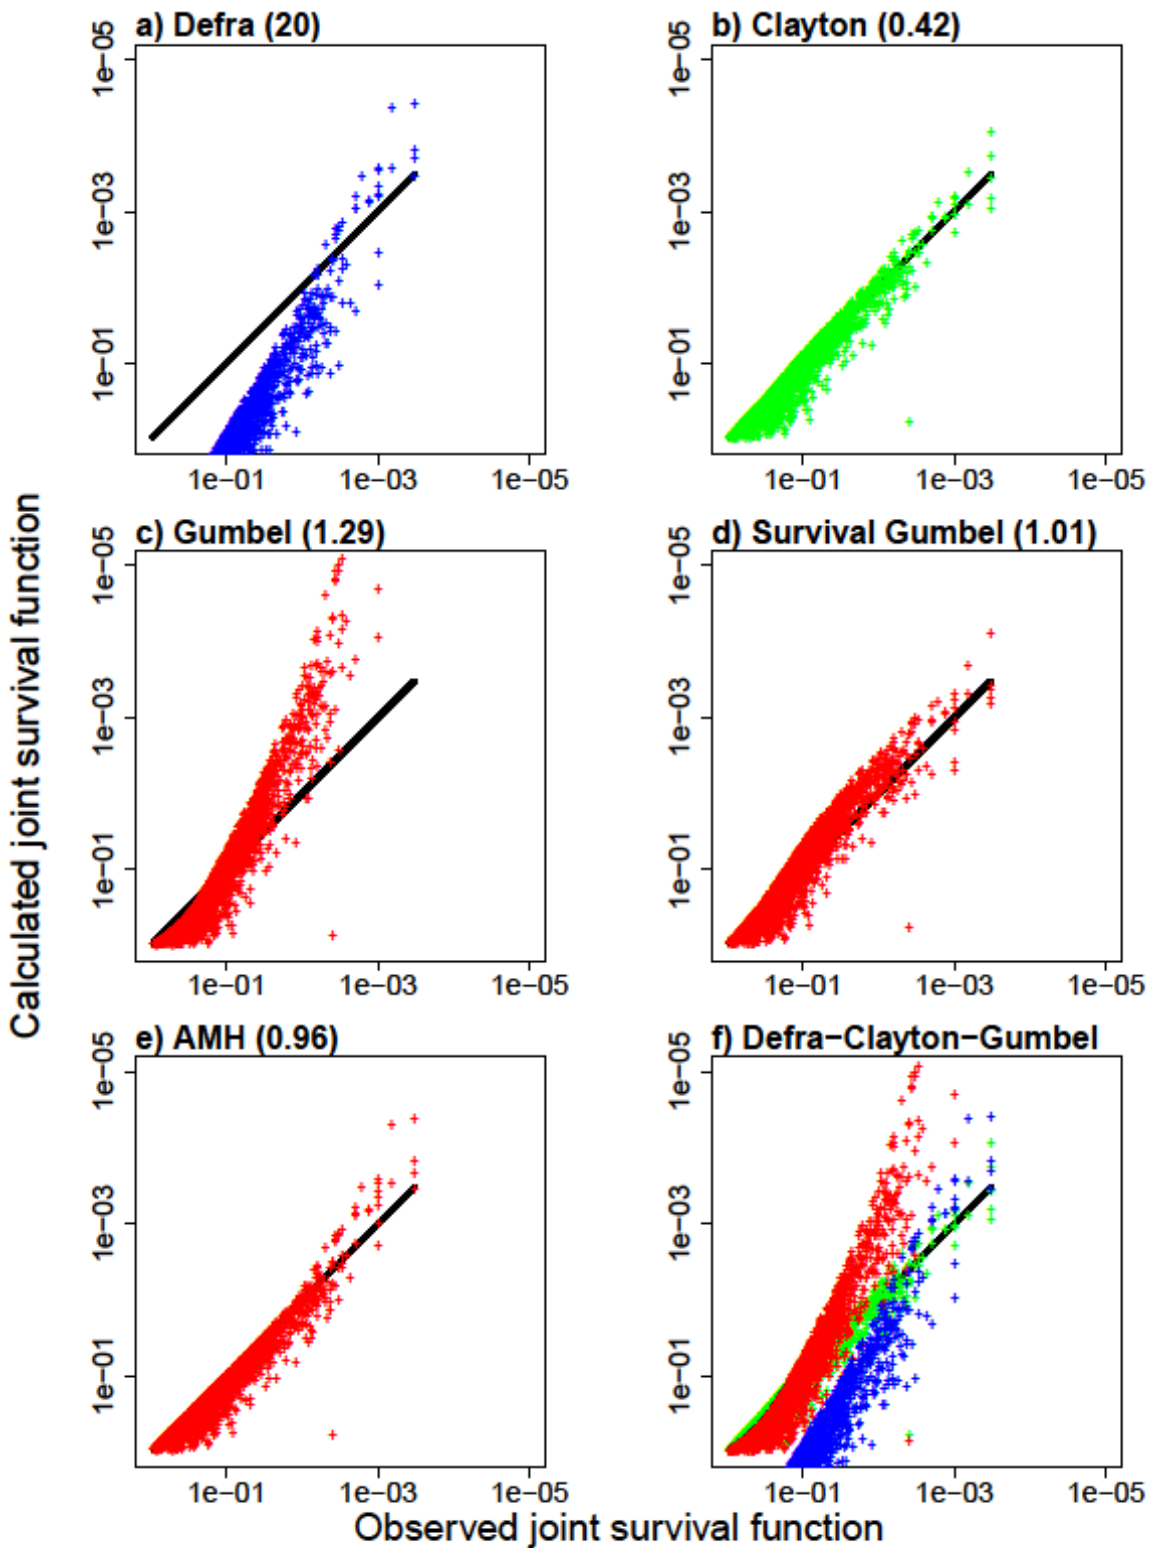 a) Defra (20)
b) Clayton (0.42)
1e−05
1e−03
1e−01
1e−05
1e−03
1e−01
1e−01 1e−03 1e−05
1e−01 1e−03 1e−05
c) Gumbel (1.29)
d) Survival Gumbel (1.01)
1e−05
1e−03
1e−01
1e−05
1e−03
1e−01
1e−01 1e−03 1e−05
1e−01 1e−03 1e−05
Calculated joint survival function
e) AMH (0.96)
f) Defra−Clayton−Gumbel
1e−05
1e−03
1e−01
1e−05
1e−03
1e−01
1e−01 1e−03 1e−05
1e−01 1e−03 1e−05
Observed joint survival function